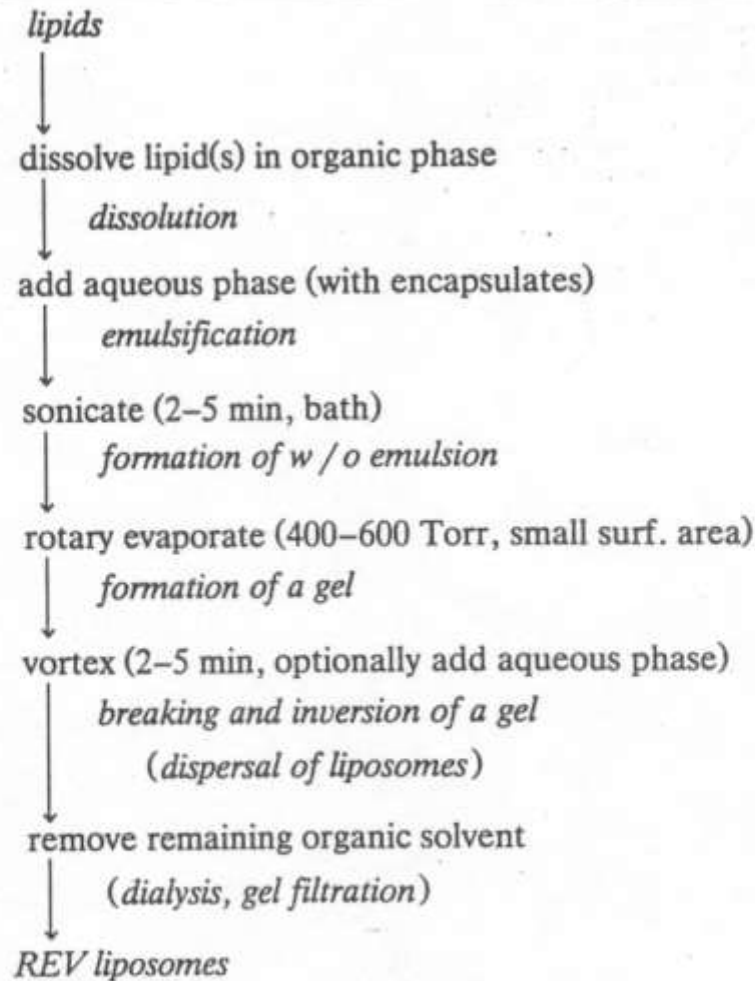 lipids
dissolve lipid(s) in organic phase
dissolution
add aqueous phase (with encapsulates)
emulsification
sonicate (2–5 min, bath)
formation of w / o emulsion
rotary evaporate (400–600 Torr, small surf. area)
formation of a gel
vortex (2–5 min, optionally add aqueous phase)
breaking and inversion of a gel
(dispersal of liposomes)
remove remaining organic solvent
(dialysis, gel filtration)
REV liposomes